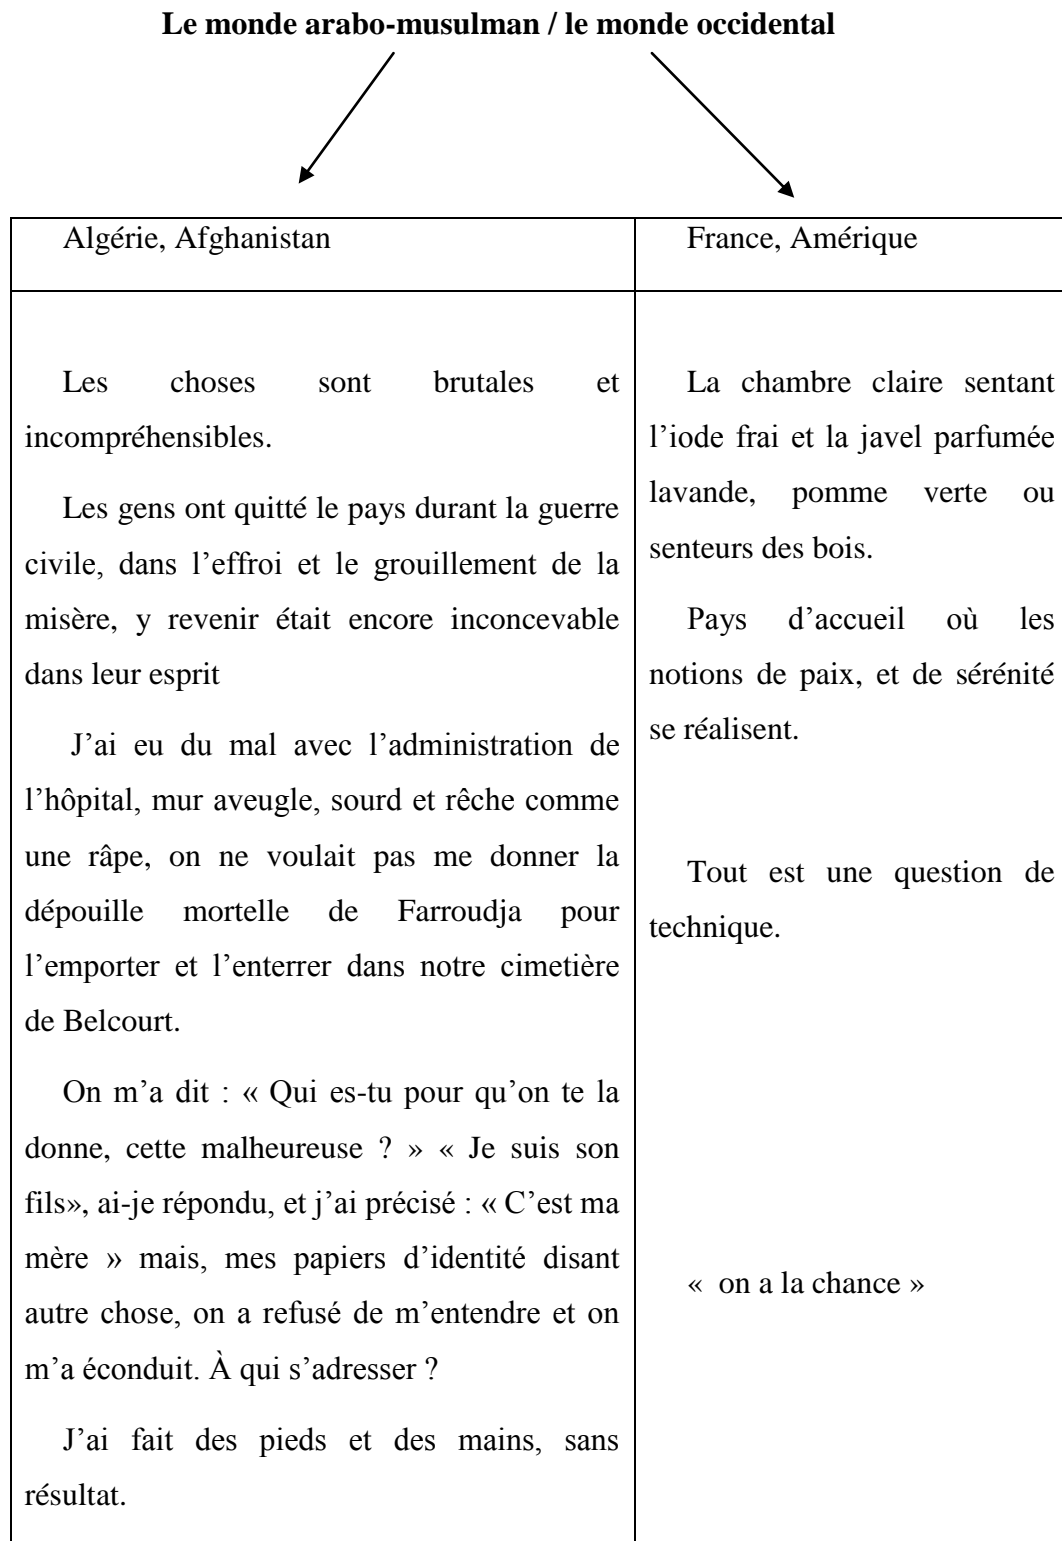 Le monde arabo-musulman / le monde occidental
Algérie, Afghanistan
France, Amérique
Les choses sont brutales et
incompréhensibles.
Les gens ont quitté le pays durant la guerre
civile, dans l’effroi et le grouillement de la
misère, y revenir était encore inconcevable
dans leur esprit
J’ai eu du mal avec l’administration de
l’hôpital, mur aveugle, sourd et rêche comme
une râpe, on ne voulait pas me donner la
dépouille mortelle de Farroudja pour
l’emporter et l’enterrer dans notre cimetière
de Belcourt.
On m’a dit : « Qui es-tu pour qu’on te la
donne, cette malheureuse ? » « Je suis son
fils», ai-je répondu, et j’ai précisé : « C’est ma
mère » mais, mes papiers d’identité disant
autre chose, on a refusé de m’entendre et on
m’a éconduit. À qui s’adresser ?
J’ai fait des pieds et des mains, sans
résultat.
La chambre claire sentant
l’iode frai et la javel parfumée
lavande, pomme verte ou
senteurs des bois.
Pays d’accueil où les
notions de paix, et de sérénité
se réalisent.
Tout est une question de
technique.
« on a la chance »